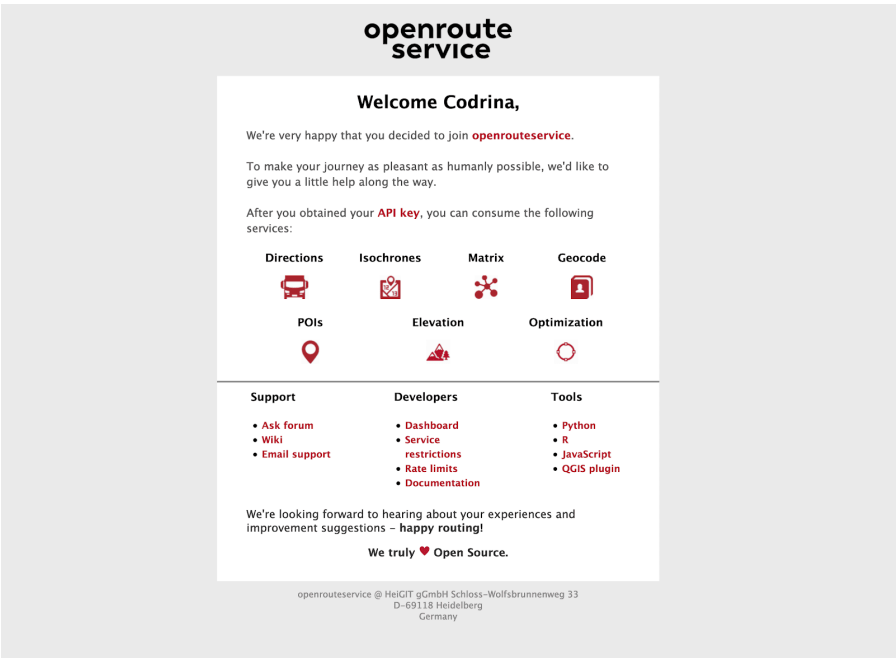 openroute
service
Welcome Codrina,
We're very happy that you decided to join openrouteservice.
To make your journey as pleasant as humanly possible, we'd like to
give you a little help along the way.
After you obtained your API key, you can consume the following
services:
Directions Isochrones Matrix Geocode
POIs Elevation Optimization
Support
• Ask forum
• Wiki
• Email support
Developers
• Dashboard
• Service
restrictions
• Rate limits
• Documentation
Tools
• Python
• R
• JavaScript
• QGIS plugin
We're looking forward to hearing about your experiences and
improvement suggestions – happy routing!
We truly ♥ Open Source.
openrouteservice @ HeiGIT gGmbH Schloss-Wolfsbrunnenweg 33
D-69118 Heidelberg
Germany